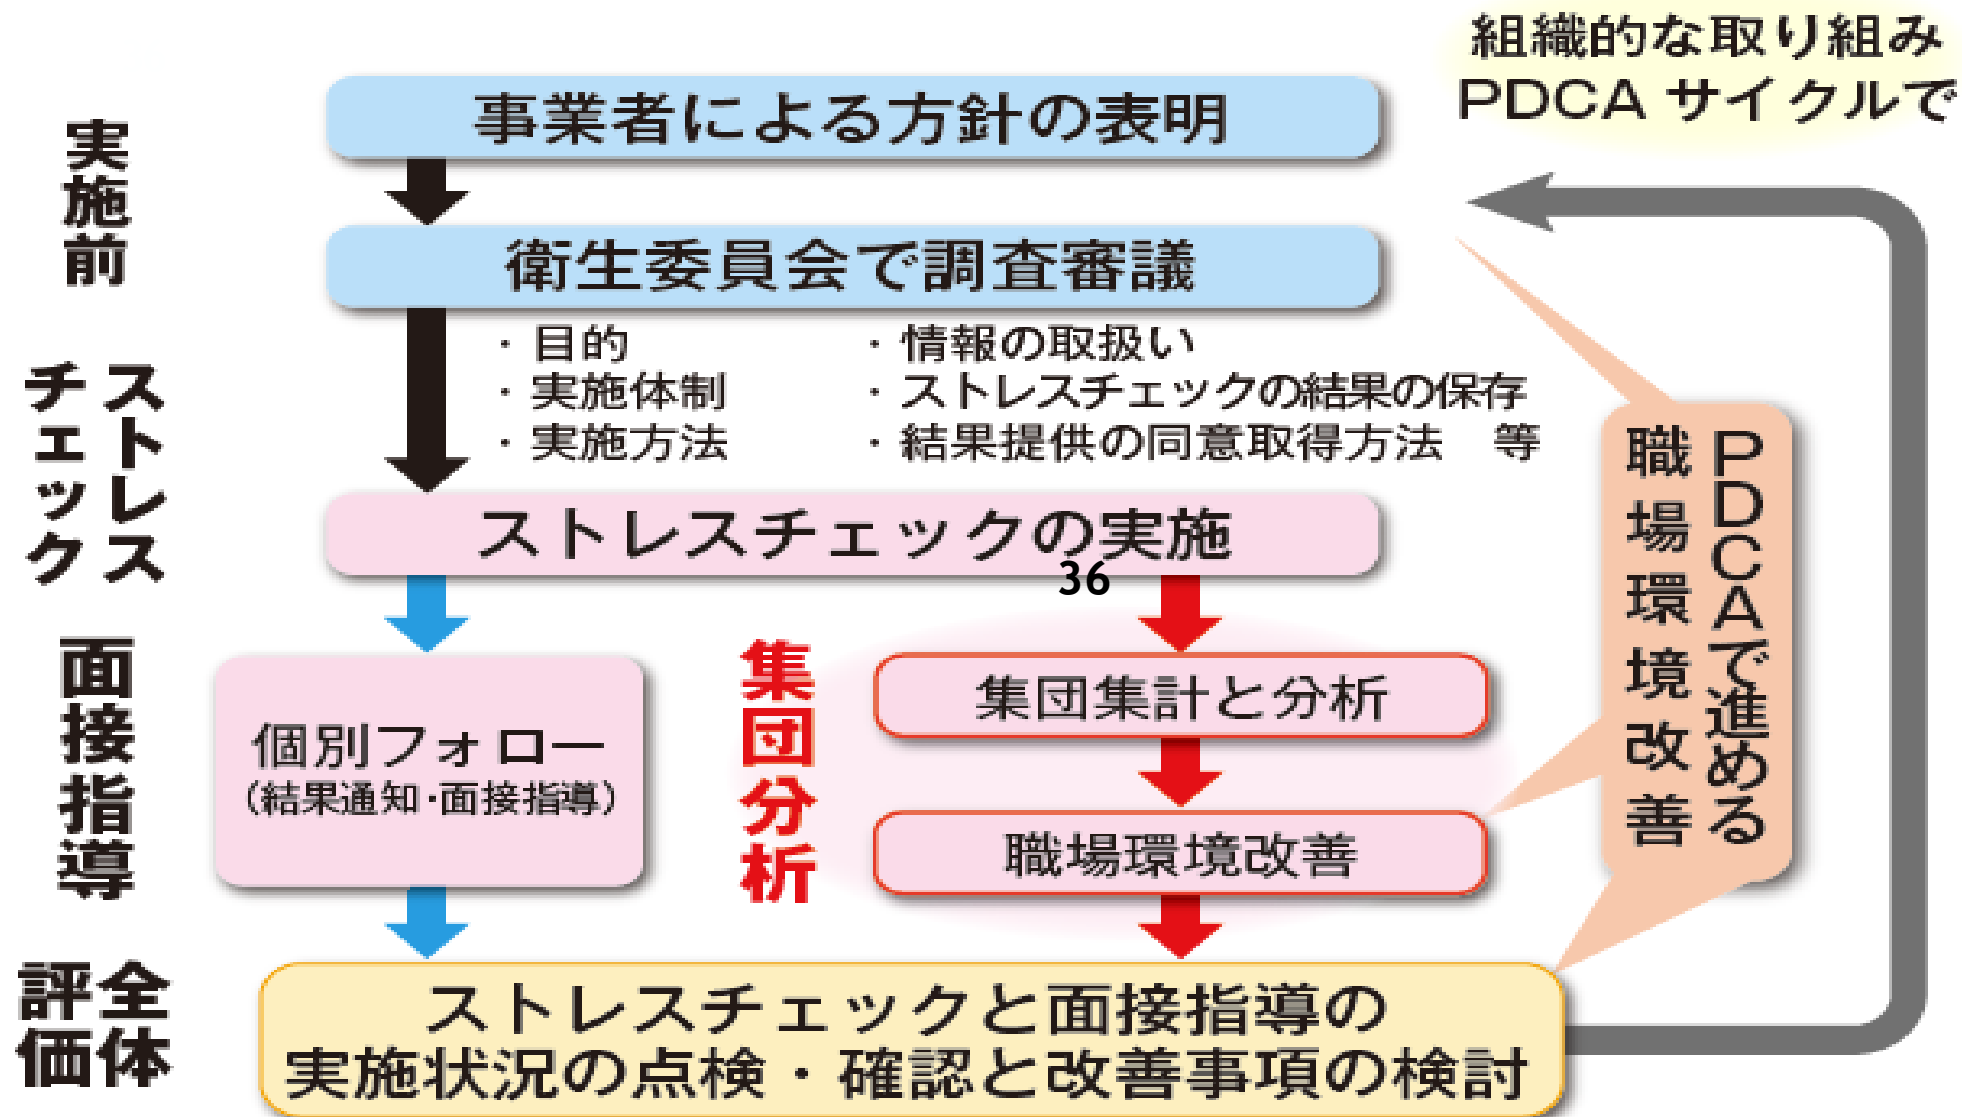 組織的な取り組み
PDCA サイクルで
実施前
事業者による方針の表明
衛生委員会で調査審議
・目的
・実施体制
・実施方法
・情報の取扱い
・ストレスチェックの結果の保存
・結果提供の同意取得方法 等
ストレス
チェック
ストレスチェックの実施
36
面接指導
個別フォロー
(結果通知・面接指導)
集団分析
集団集計と分析
職場環境改善
PDCAで進める
職場環境改善
全体
評価
ストレスチェックと面接指導の
実施状況の点検・確認と改善事項の検討